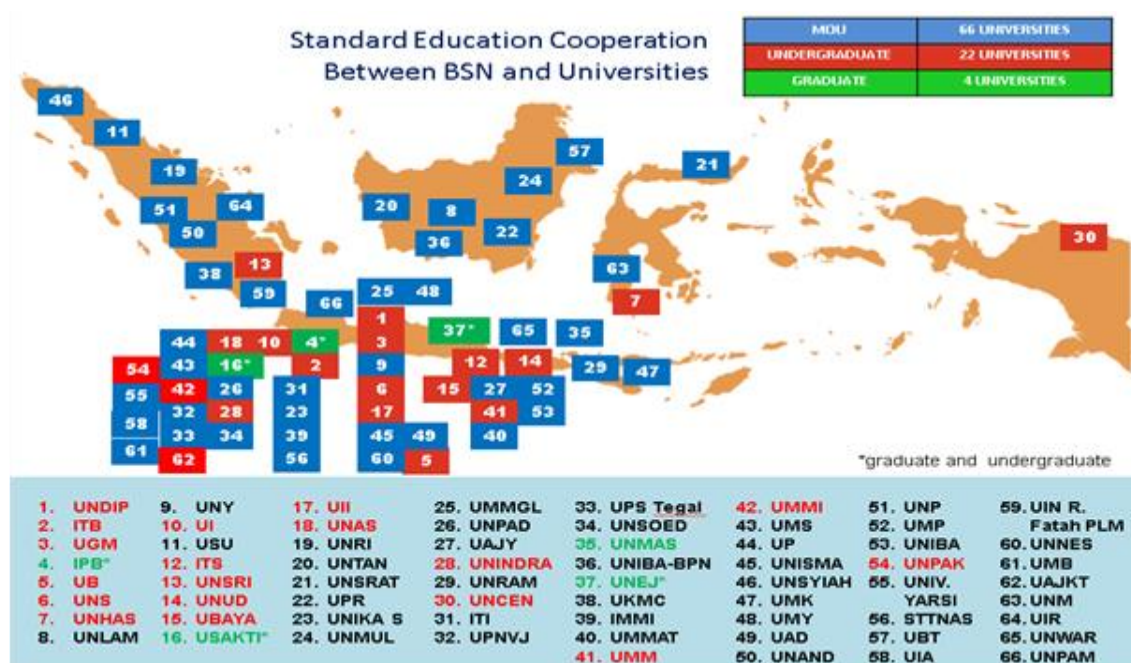 Standard Education Cooperation
Between BSN and Universities
MOU 66 UNIVERSITIES
UNDERGRADUATE 22 UNIVERSITIES
GRADUATE 4 UNIVERSITIES
46
11
57
19
24
21
51
64
20
8
50
22
36
30
38
13
63
59
25 48
7
66
1
37*
65
35
44 18 10 4* 3
54 43 16* 2 9 12 14 29 47
55 42 26 31 6 15 27 52
58 32 28 23 17 41 53
33 34 39 45 49 40
61 62 56 60 5
*graduate and undergraduate
1. UNDIP
2. ITB
3. UGM
4. IPB*
5. UB
6. UNS
7. UNHAS
8. UNLAM
9. UNY
10. UI
11. USU
12. ITS
13. UNSRI
14. UNUD
15. UBAYA
16. USAKTI*
17. UII
18. UNAS
19. UNRI
20. UNTAN
21. UNSRAT
22. UPR
23. UNIKA S
24. UNMUL
25. UMMGL
26. UNPAD
27. UAJY
28. UNINDRA
29. UNRAM
30. UNCEN
31. ITI
32. UPNVJ
33. UPS Tegal
34. UNSOED
35. UNMAS
36. UNIBA-BPN
37. UNEJ*
38. UKMC
39. IMMI
40. UMMAT
41. UMM
42. UMMI
43. UMS
44. UP
45. UNISMA
46. UNSYIAH
47. UMK
48. UMY
49. UAD
50. UNAND
51. UNP
52. UMP
53. UNIBA
54. UNPAK
55. UNIV.
YARSI
56. STTNAS
57. UBT
58. UIA
59. UIN R.
Fatah PLM
60. UNNES
61. UMB
62. UAJKT
63. UNM
64. UIR
65. UNWAR
66. UNPAM